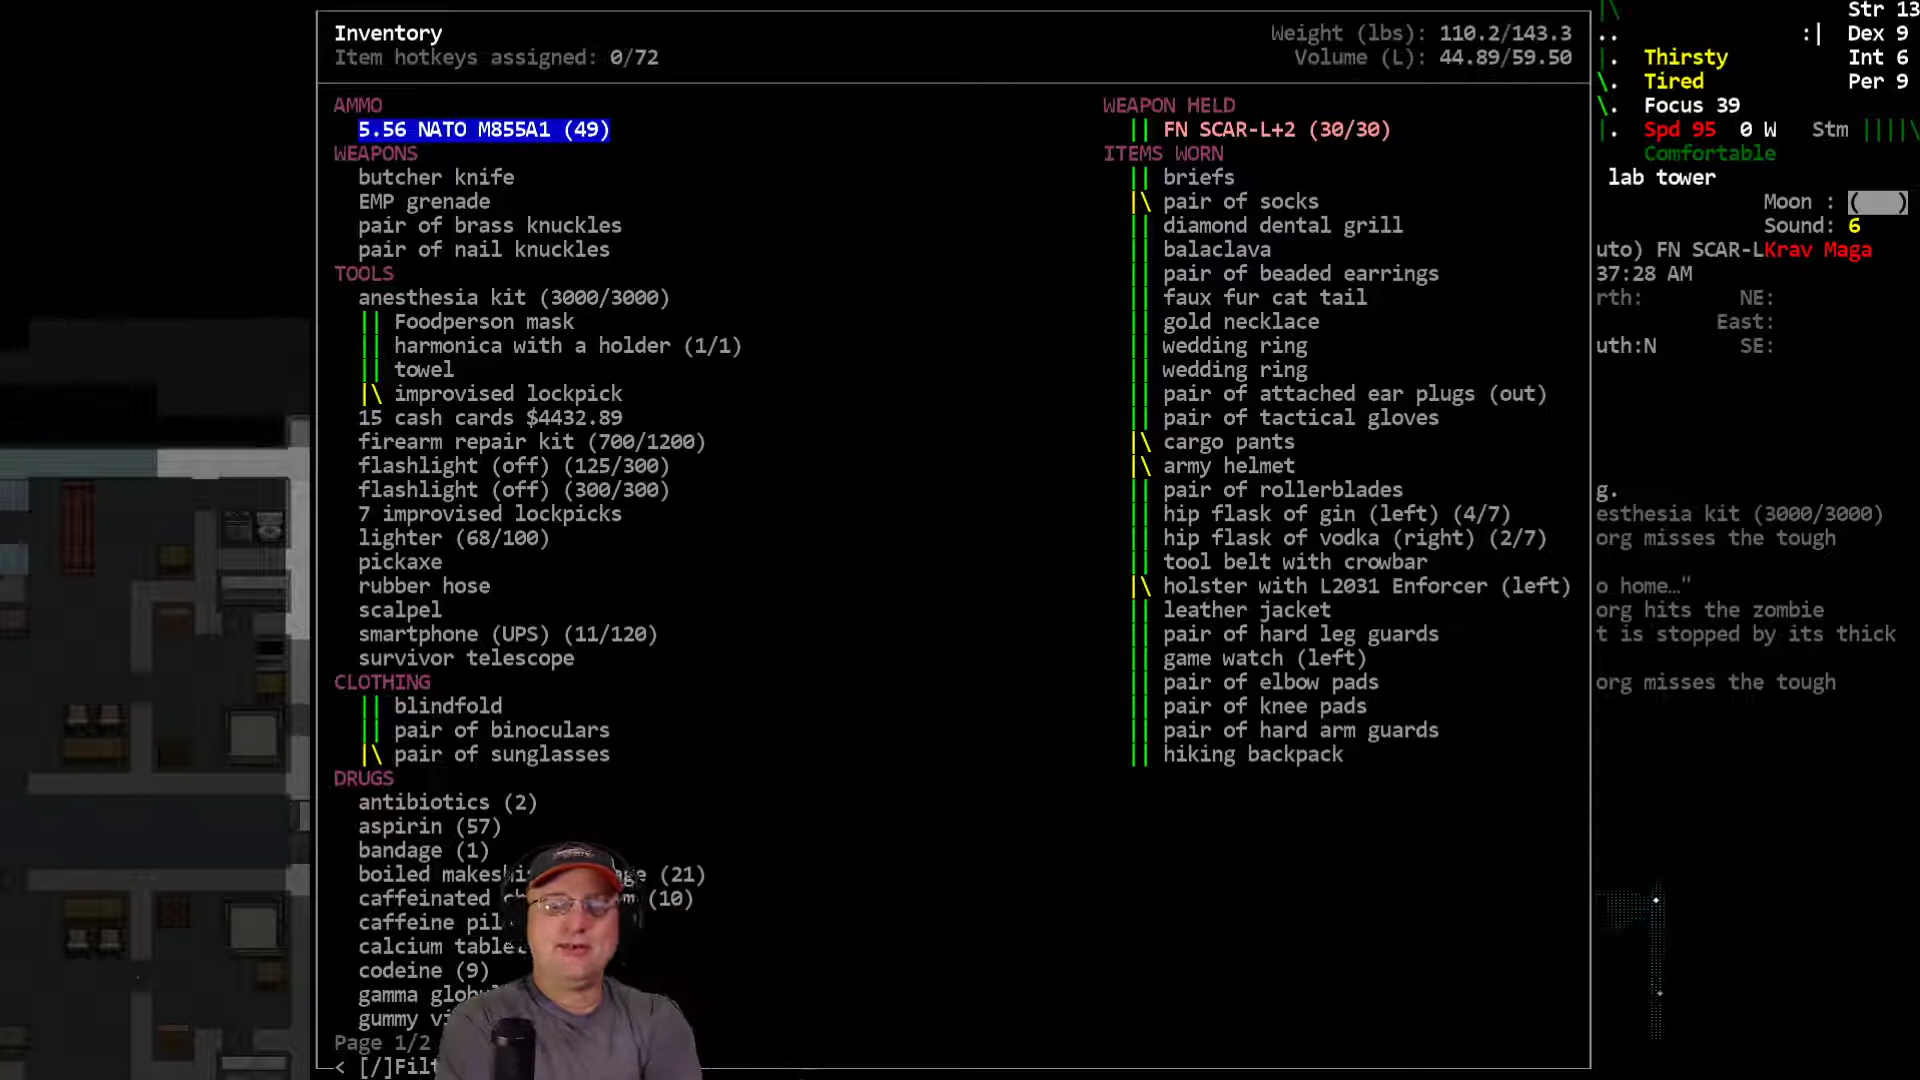 Inventory
Item hotkeys assigned: 0/72
Weight (lbs): 110.2/143.3
Volume (L): 44.89/59.50
AMMO
5.56 NATO M855A1 (49)
WEAPONS
butcher knife
EMP grenade
pair of brass knuckles
pair of nail knuckles
TOOLS
anesthesia kit (3000/3000)
|| Foodperson mask
|| harmonica with a holder (1/1)
|| towel
|\ improvised lockpick
15 cash cards $4432.89
firearm repair kit (700/1200)
flashlight (off) (125/300)
flashlight (off) (300/300)
7 improvised lockpicks
lighter (68/100)
pickaxe
rubber hose
scalpel
smartphone (UPS) (11/120)
survivor telescope
CLOTHING
|| blindfold
|| pair of binoculars
|\ pair of sunglasses
DRUGS
antibiotics (2)
aspirin (57)
bandage (1)
boiled (21)
caffeinated (10)
caffeine
calcium
codeine (9)
gamma
gummy
Page 1/2
< [/]
WEAPON HELD
|| FN SCAR-L+2 (30/30)
ITEMS WORN
|| briefs
|\ pair of socks
|| diamond dental grill
|| balaclava
|| pair of beaded earrings
|| faux fur cat tail
|| gold necklace
|| wedding ring
|| wedding ring
|| pair of attached ear plugs (out)
|| pair of tactical gloves
|\ cargo pants
|\ army helmet
|| pair of rollerblades
|| hip flask of gin (left) (4/7)
|| hip flask of vodka (right) (2/7)
|| tool belt with crowbar
|\ holster with L2031 Enforcer (left)
|| leather jacket
|| pair of hard leg guards
|| game watch (left)
|| pair of elbow pads
|| pair of knee pads
|| pair of hard arm guards
|| hiking backpack
|\ Str 13
.. :| Dex 9
|. Thirsty Int 6
\. Tired Per 9
\. Focus 39
|. Spd 95 0 W Stm ||||\
Comfortable
lab tower
Moon : ( )
Sound: 6
uto) FN SCAR-LKrav Maga
37:28 AM
rth: NE:
East:
uth:N SE:
g.
esthesia kit (3000/3000)
org misses the tough
o home…"
org hits the zombie
t is stopped by its thick
org misses the tough